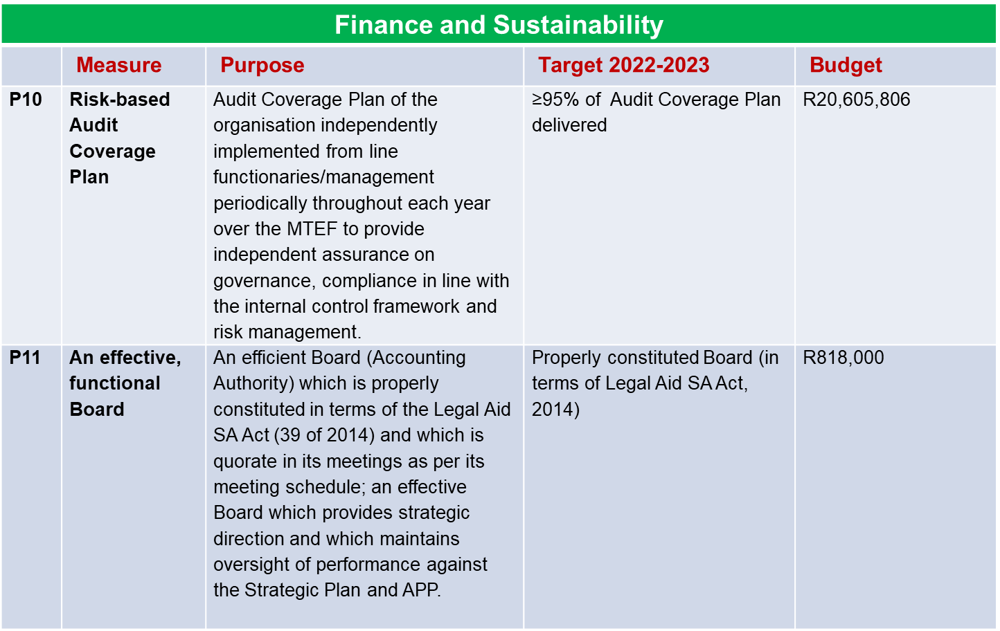 Finance and Sustainability
Measure Purpose Target 2022-2023 Budget
P10
Risk-based
Audit
Coverage
Plan
Audit Coverage Plan of the
organisation independently
implemented from line
functionaries/management
periodically throughout each year
over the MTEF to provide
independent assurance on
governance, compliance in line with
the internal control framework and
risk management.
≥95% of Audit Coverage Plan
delivered
R20,605,806
P11
An effective,
functional
Board
An efficient Board (Accounting
Authority) which is properly
constituted in terms of the Legal Aid
SA Act (39 of 2014) and which is
quorate in its meetings as per its
meeting schedule; an effective
Board which provides strategic
direction and which maintains
oversight of performance against
the Strategic Plan and APP.
Properly constituted Board (in
terms of Legal Aid SA Act,
2014)
R818,000